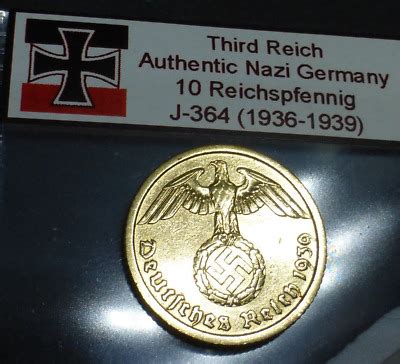 Third Reich
Authentic Nazi Germany
10 Reichspfennig
J-364 (1936-1939)
Deutsches Reich 1939